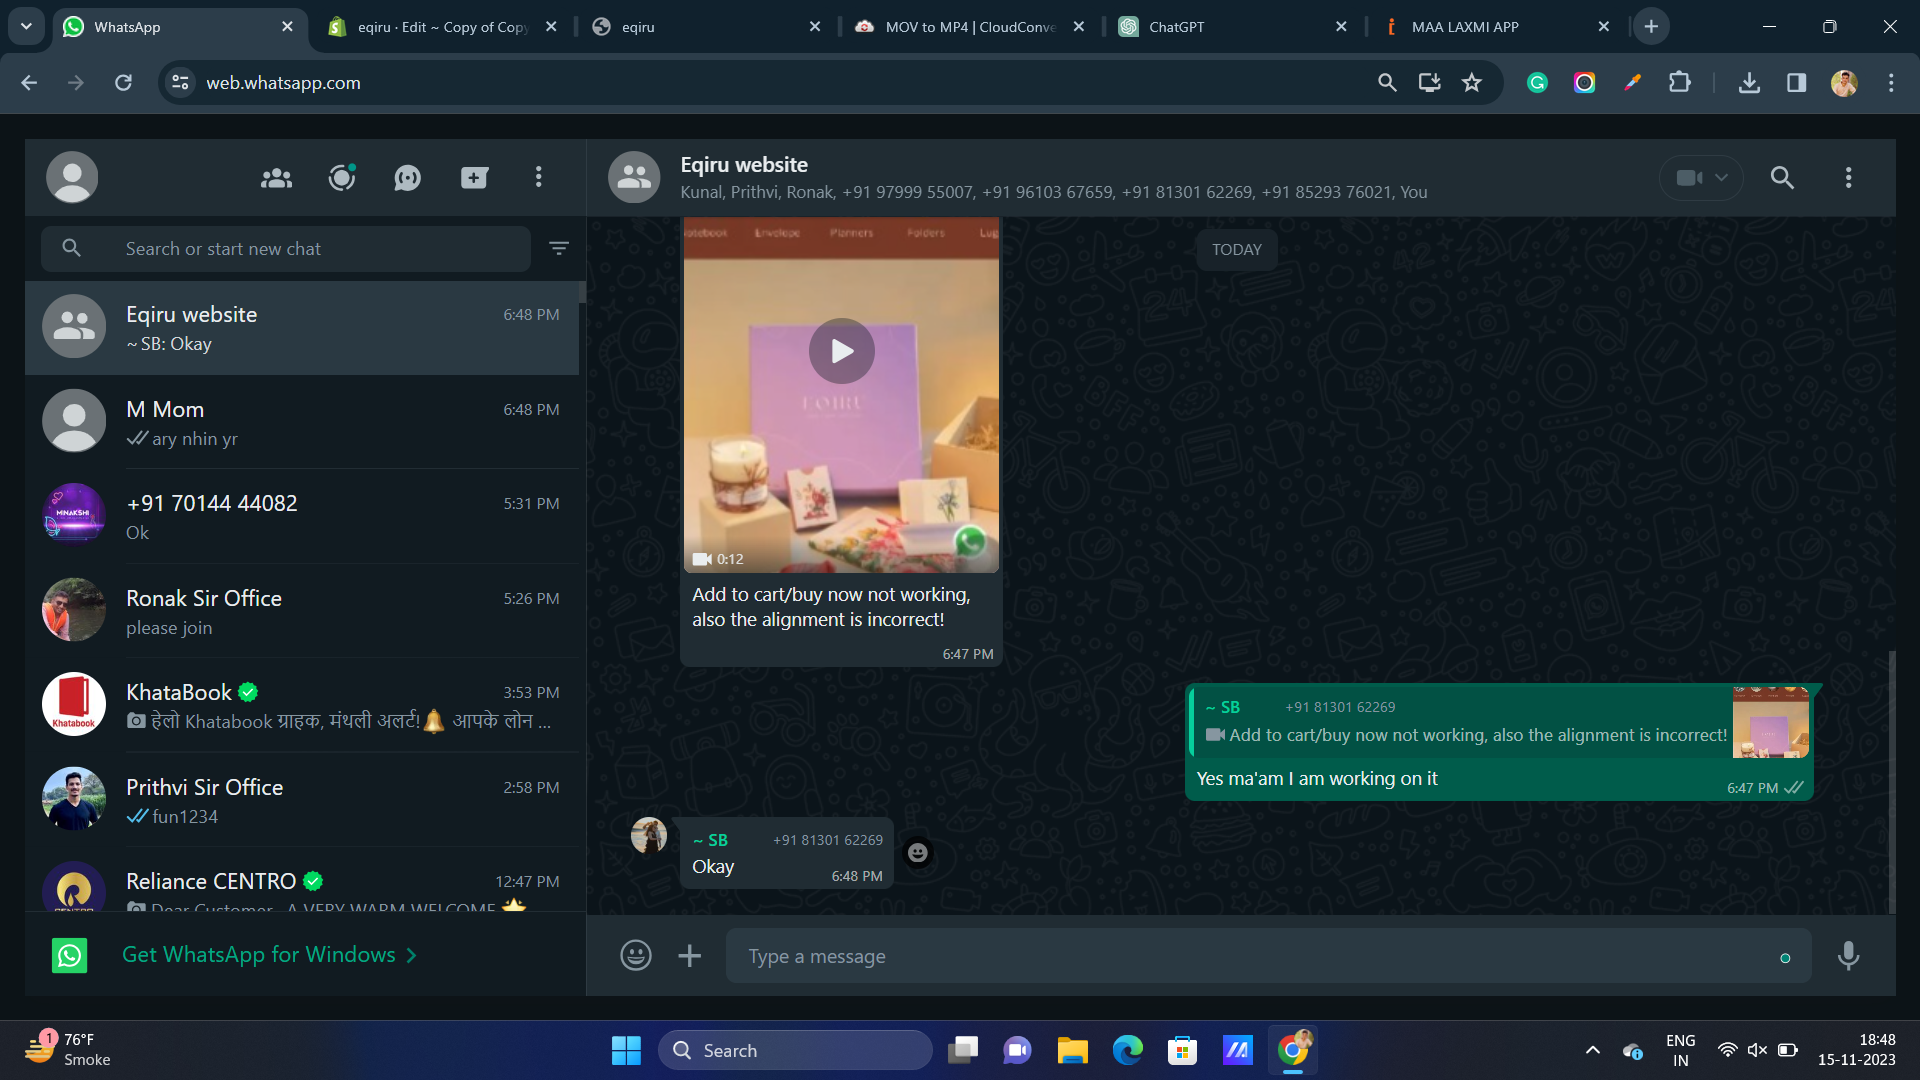 WhatsApp
eqiru · Edit ~ Copy of Copy
eqiru
MOV to MP4 | CloudConve
ChatGPT
MAA LAXMI APP
web.whatsapp.com
Search or start new chat
Eqiru website
6:48 PM
~ SB: Okay
M Mom
6:48 PM
ary nhin yr
MINAKSHI
+91 70144 44082
5:31 PM
Ok
Ronak Sir Office
5:26 PM
please join
Khatabook
KhataBook
3:53 PM
हेलो Khatabook ग्राहक, मंथली अलर्ट!🔔 आपके लोन ...
Prithvi Sir Office
2:58 PM
fun1234
Reliance CENTRO
12:47 PM
Dear Customer, A VERY WARM WELCOME
Get WhatsApp for Windows
Eqiru website
Kunal, Prithvi, Ronak, +91 97999 55007, +91 96103 67659, +91 81301 62269, +91 85293 76021, You
TODAY
Envelope Planners Folders Lug
EQIRU
0:12
Add to cart/buy now not working,
also the alignment is incorrect!
6:47 PM
~ SB +91 81301 62269
Add to cart/buy now not working, also the alignment is incorrect!
Yes ma'am I am working on it
6:47 PM
~ SB +91 81301 62269
Okay
6:48 PM
Type a message
1
76°F
Smoke
Search
ENG
IN
18:48
15-11-2023